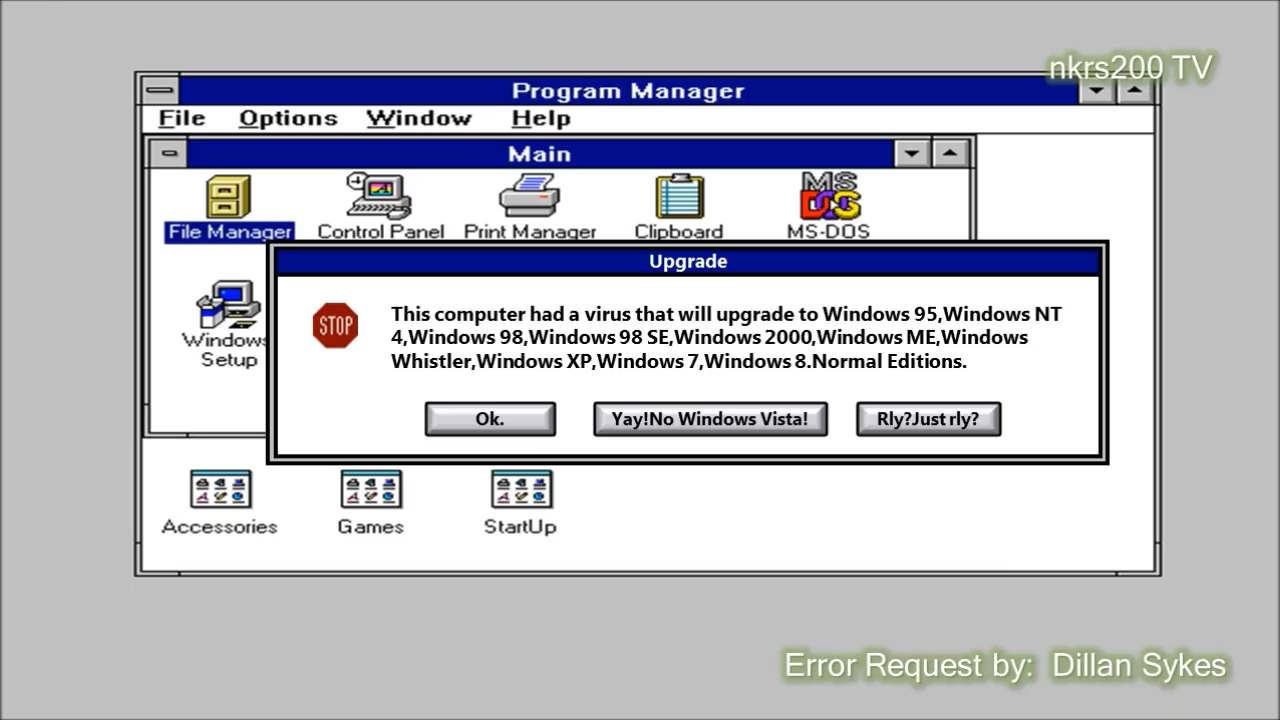 nkrs200 TV
Program Manager
File Options Window Help
Main
File Manager Control Panel Print Manager Clipboard MS-DOS
MS
DOS
Windows
Setup
Upgrade
STOP
This computer had a virus that will upgrade to Windows 95,Windows NT
4,Windows 98,Windows 98 SE,Windows 2000,Windows ME,Windows
Whistler,Windows XP,Windows 7,Windows 8.Normal Editions.
Ok. Yay!No Windows Vista! Rly?Just rly?
Accessories Games StartUp
Error Request by: Dillan Sykes